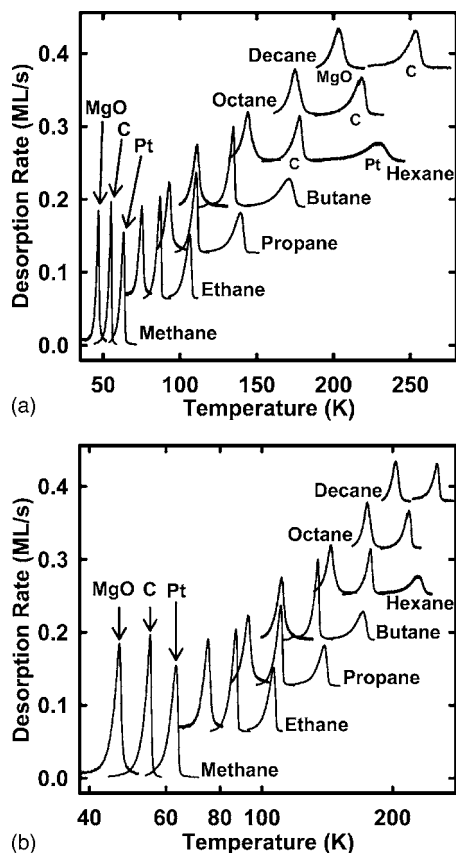 Desorption Rate (ML/s)
0.4
0.3
0.2
0.1
0.0
Decane
MgO
C
Octane
C
C
Pt
Hexane
MgO
C
Pt
Butane
Propane
Ethane
Methane
50
100
150
200
250
(a)
Temperature (K)
Desorption Rate (ML/s)
0.4
0.3
0.2
0.1
0.0
Decane
Octane
Hexane
MgO
C
Pt
Butane
Propane
Ethane
Methane
40
60
80
100
200
(b)
Temperature (K)